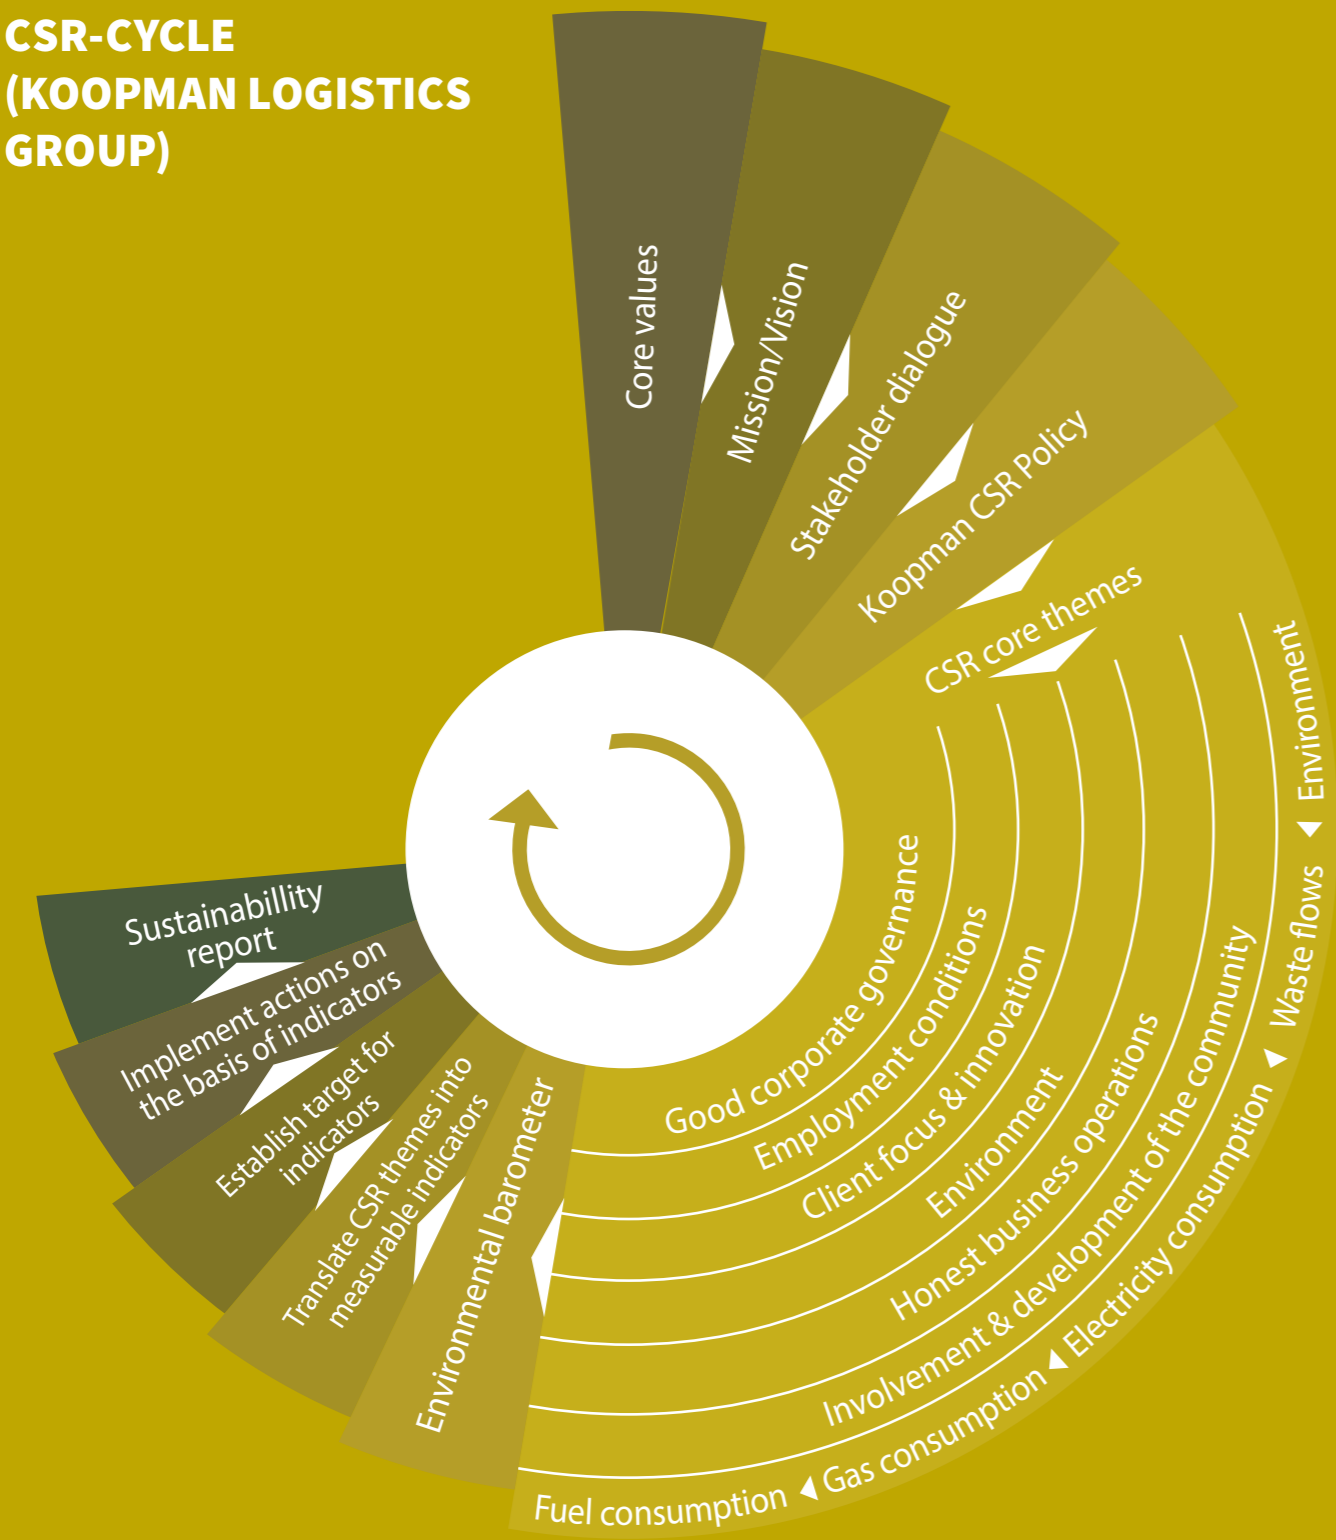 CSR-CYCLE
(KOOPMAN LOGISTICS
GROUP)
Core values
Mission/Vision
Stakeholder dialogue
Koopman CSR Policy
CSR core themes
Good corporate governance
Employment conditions
Client focus & innovation
Environment
Honest business operations
Involvement & development of the community
Environment
Waste flows
Electricity consumption
Gas consumption
Fuel consumption
Environmental barometer
Translate CSR themes into
measurable indicators
Establish target for
indicators
Implement actions on
the basis of indicators
Sustainabillity
report